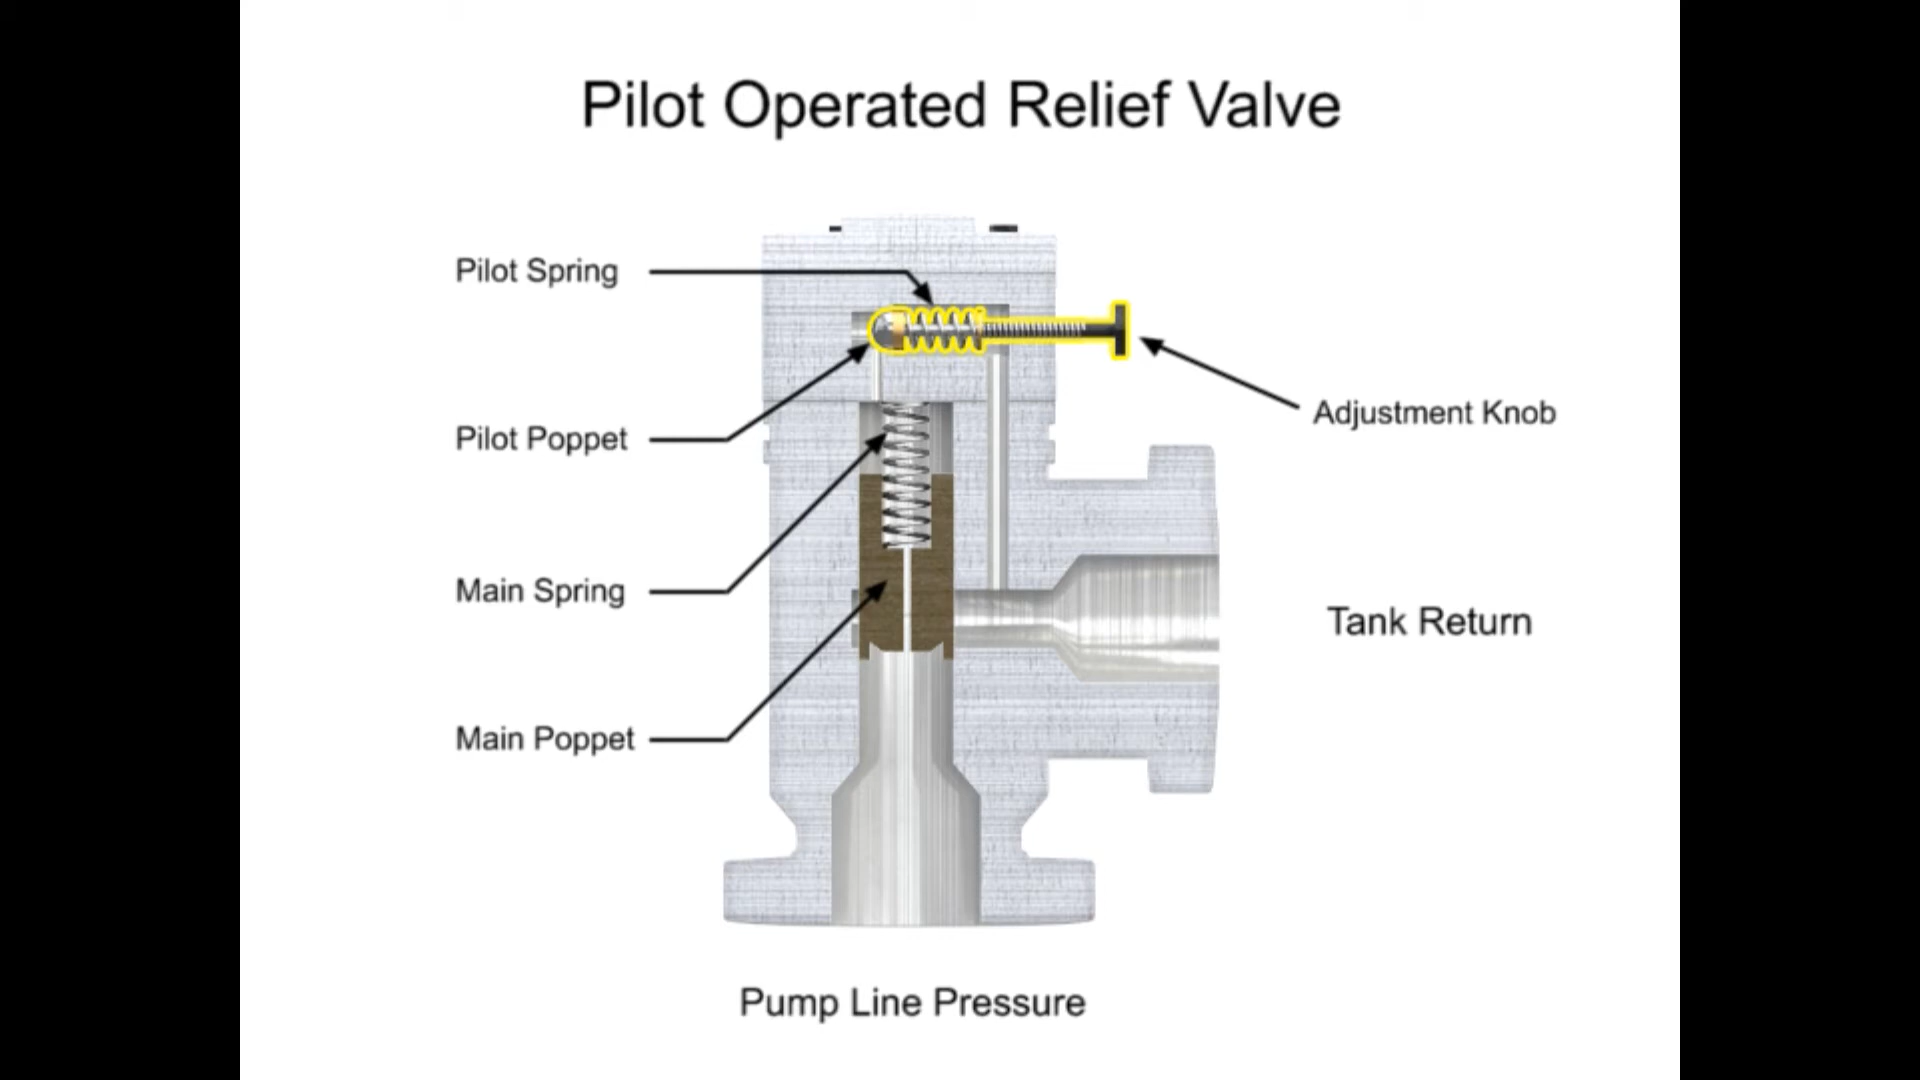 Pilot Operated Relief Valve
Pilot Spring
Adjustment Knob
Pilot Poppet
Main Spring
Tank Return
Main Poppet
Pump Line Pressure